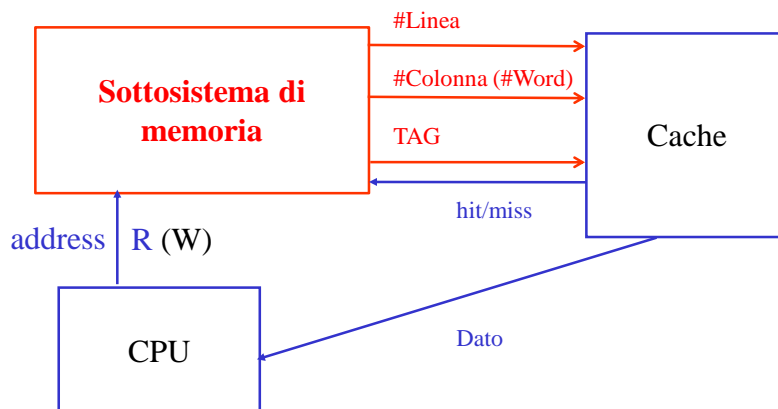 #Linea
Sottosistema di
memoria
#Colonna (#Word)
TAG
Cache
hit/miss
address R (W)
CPU
Dato